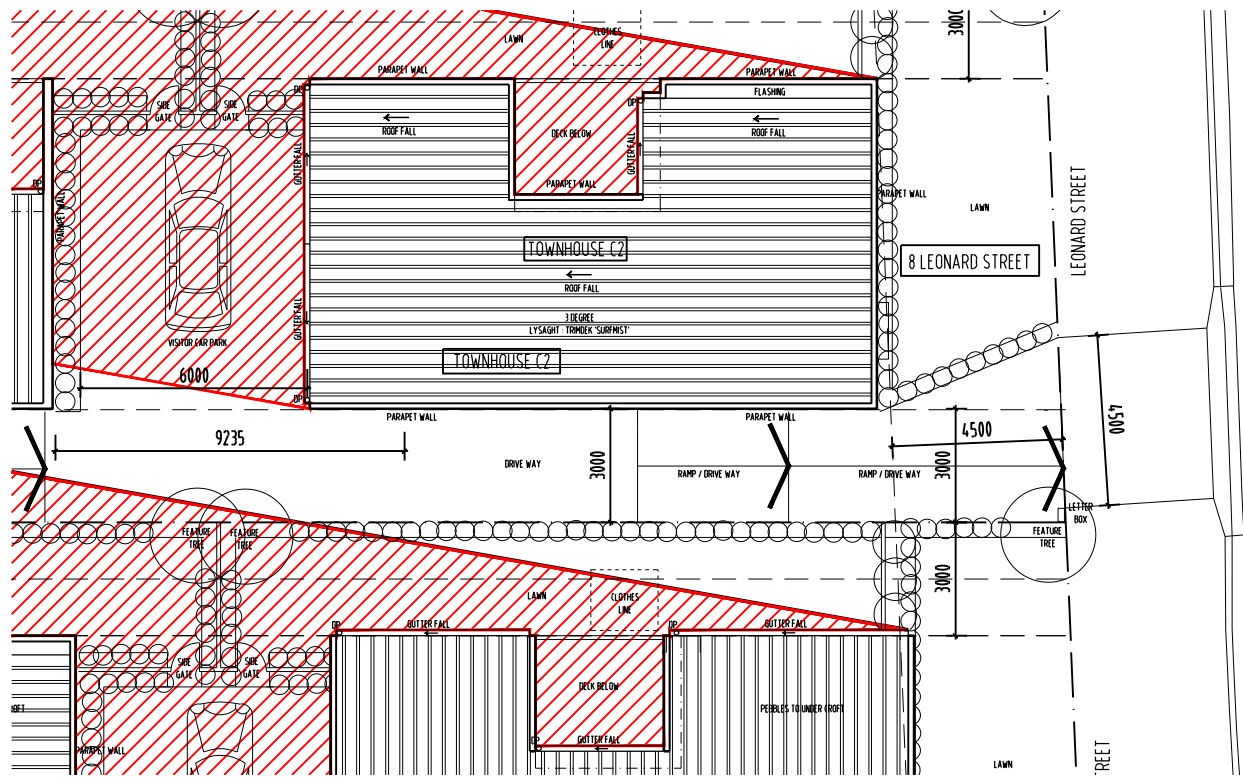 LAWN
CLOTHES
LINE
3000
PARAPET WALL
PARAPET WALL
FLASHING
DP
DP
DP
SIDE
GATE
SIDE
GATE
ROOF FALL
ROOF FALL
DECK BELOW
GUTTER FALL
GUTTER FALL
PARAPET WALL
PARAPET WALL
PARAPET WALL
LAWN
LEONARD STREET
TOWNHOUSE C2
8 LEONARD STREET
ROOF FALL
GUTTER FALL
3 DEGREE
LYSAGHT : TRIMDEK 'SURFMIST'
VISITOR CAR PARK
TOWNHOUSE C2
6000
DP
PARAPET WALL
PARAPET WALL
9235
4500
4500
3000
3000
DRIVE WAY
RAMP / DRIVE WAY
RAMP / DRIVE WAY
LETTER
BOX
FEATURE
TREE
FEATURE
TREE
FEATURE
TREE
3000
LAWN
CLOTHES
LINE
DP
GUTTER FALL
DP
GUTTER FALL
SIDE
GATE
SIDE
GATE
DECK BELOW
PEBBLES TO UNDER CROFT
ROFT
DP
GUTTER FALL
PARAPET WALL
LAWN
REET